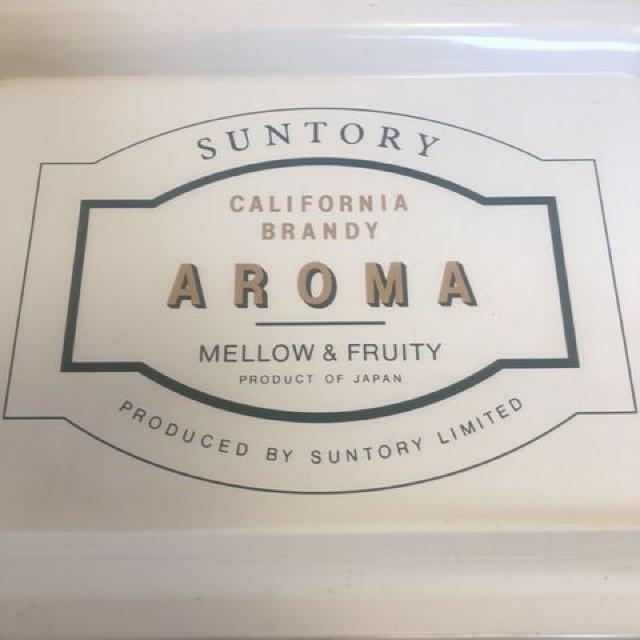 SUNTORY
CALIFORNIA
BRANDY
AROMA
MELLOW & FRUITY
PRODUCT OF JAPAN
PRODUCED BY SUNTORY LIMITED